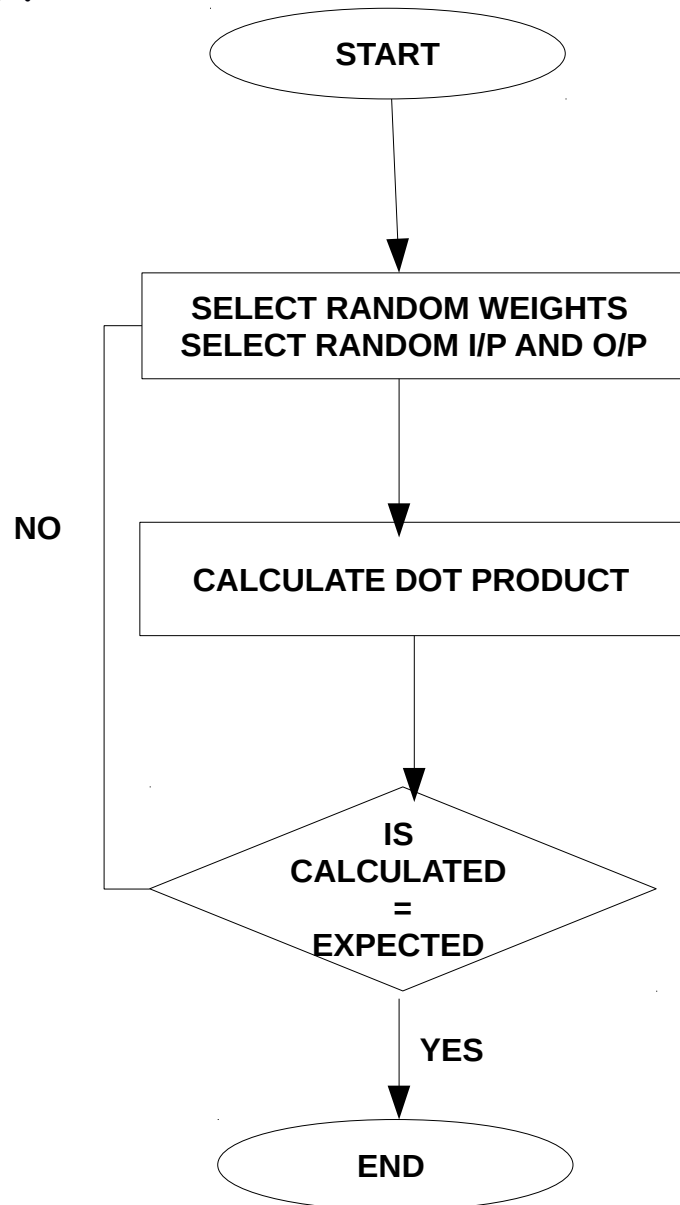 START
SELECT RANDOM WEIGHTS
SELECT RANDOM I/P AND O/P
NO
CALCULATE DOT PRODUCT
IS
CALCULATED
=
EXPECTED
YES
END